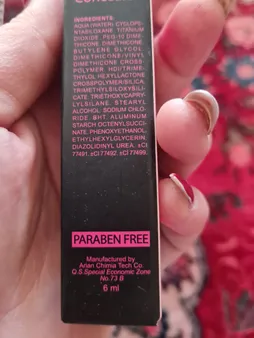 INGREDIENTS:
AQUA (WATER), CYCLOPE-
NTASILOXANE TITANIUM
DIOXIDE, PEG-10 DIME-
THICONE, DIMETHICONE
BUTYLENE GLYCOL
DIMETHICONE/VINYL
DIMETHICONE CROSS-
POLYMER HDI/TRIME-
THYLOL HEXYLLACTONE
CROSSPOLYMER/SILICA,
TRIMETHYLSILOXYSILI-
CATE, TRIETHOXYCAPRY-
LYLSILANE, STEARYL
ALCOHOL, SODIUM CHLO-
RIDE, BHT, ALUMINUM
STARCH OCTENYLSUCCI-
NATE, PHENOXYETHANOL,
ETHYLHEXYLGLYCERIN,
DIAZOLIDINYL UREA, ±CI
77491, ±CI 77492, ±CI 77499.
PARABEN FREE
Manufactured by
Arian Chimia Tech Co.
Q.S.Special Economic Zone
No.73 B
6 ml